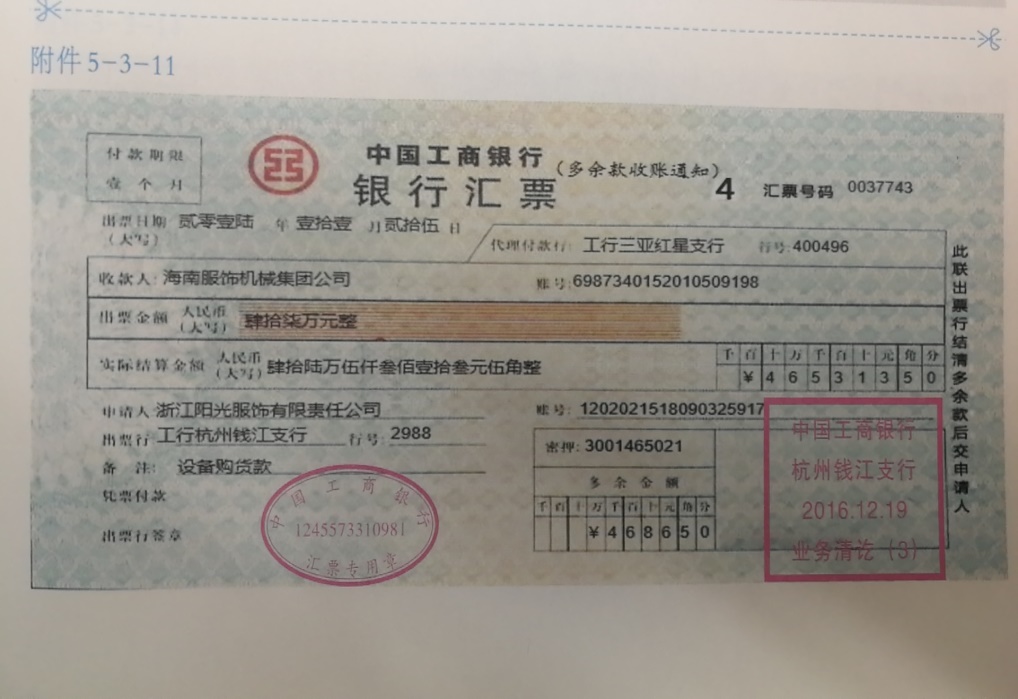 附件 5-3-11
付款期限
壹个月
中国工商银行
银行汇票
(多余款收账通知)
4
汇票号码 0037743
出票日期 贰零壹陆 年 壹拾壹 月 贰拾伍 日
(大写)
代理付款行: 工行三亚红星支行 行号: 400496
收款人: 海南服饰机械集团公司 账号: 6987340152010509198
出票金额 人民币(大写) 肆拾柒万元整
实际结算金额 人民币(大写) 肆拾陆万伍仟叁佰壹拾叁元伍角整
千 百 十 万 千 百 十 元 角 分
¥ 4 6 5 3 1 3 5 0
申请人: 浙江阳光服饰有限责任公司 账号: 1202021518090325917
出票行: 工行杭州钱江支行 行号: 2988
备 注: 设备购货款
凭票付款
出票行签章
密押: 3001465021
多余金额
千 百 十 万 千 百 十 元 角 分
¥ 4 6 8 6 5 0
中国工商银行
1245573310981
汇票专用章
中国工商银行
杭州钱江支行
2016.12.19
业务清讫 (3)
此联出票行结清多余款后交申请人